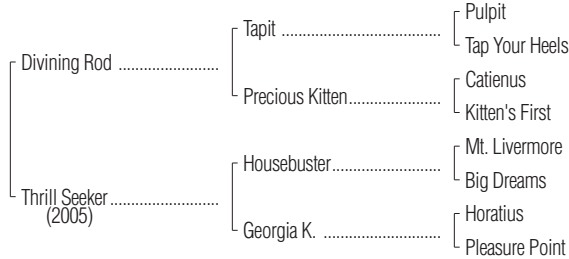 Pulpit
Tapit ........................................
Tap Your Heels
Divining Rod .........................
Catienus
Precious Kitten.......................
Kitten's First
Mt. Livermore
Housebuster...........................
Big Dreams
Thrill Seeker...........................
(2005)
Horatius
Georgia K. .............................
Pleasure Point